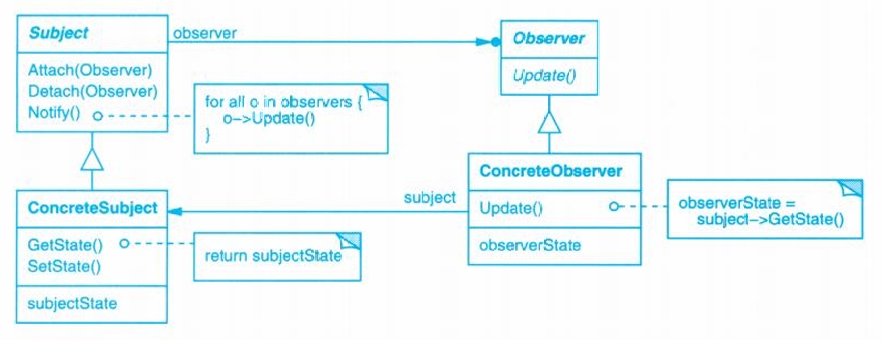 Subject
observer
Observer
Attach(Observer)
Detach(Observer)
Notify()
for all o in observers {
o->Update()
}
Update()
ConcreteSubject
GetState()
SetState()
subjectState
return subjectState
subject
ConcreteObserver
Update()
observerState
observerState =
subject->GetState()